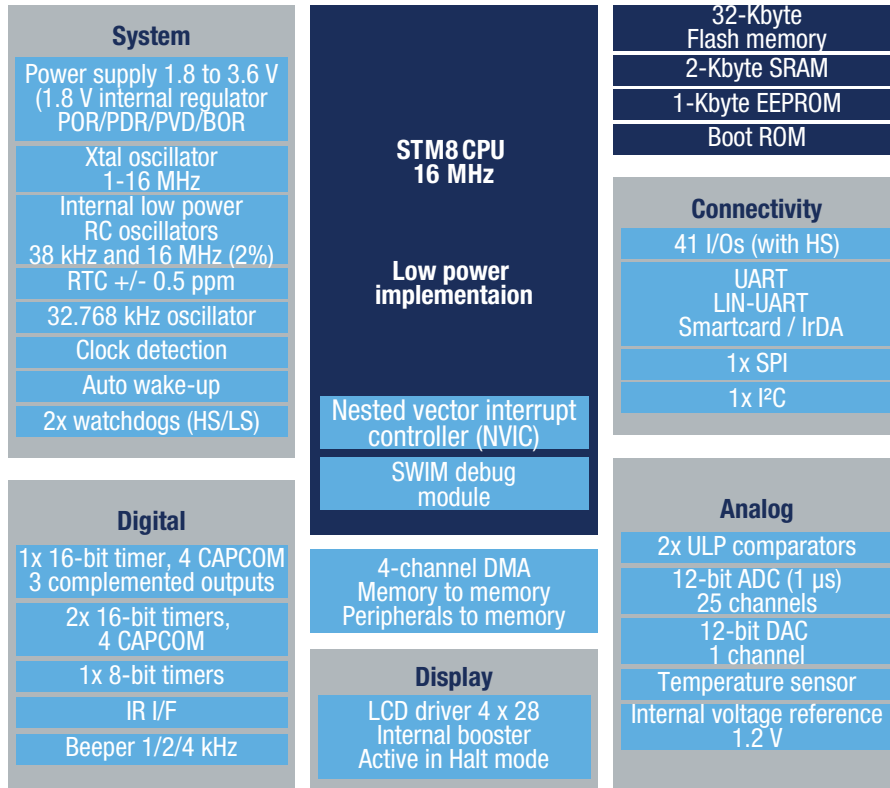 System
Power supply 1.8 to 3.6 V
(1.8 V internal regulator
POR/PDR/PVD/BOR
Xtal oscillator
1-16 MHz
Internal low power
RC oscillators
38 kHz and 16 MHz (2%)
RTC +/- 0.5 ppm
32.768 kHz oscillator
Clock detection
Auto wake-up
2x watchdogs (HS/LS)
Digital
1x 16-bit timer, 4 CAPCOM
3 complemented outputs
2x 16-bit timers,
4 CAPCOM
1x 8-bit timers
IR I/F
Beeper 1/2/4 kHz
STM8 CPU
16 MHz
Low power
implementaion
Nested vector interrupt
controller (NVIC)
SWIM debug
module
4-channel DMA
Memory to memory
Peripherals to memory
Display
LCD driver 4 x 28
Internal booster
Active in Halt mode
32-Kbyte
Flash memory
2-Kbyte SRAM
1-Kbyte EEPROM
Boot ROM
Connectivity
41 I/Os (with HS)
UART
LIN-UART
Smartcard / IrDA
1x SPI
1x I²C
Analog
2x ULP comparators
12-bit ADC (1 µs)
25 channels
12-bit DAC
1 channel
Temperature sensor
Internal voltage reference
1.2 V